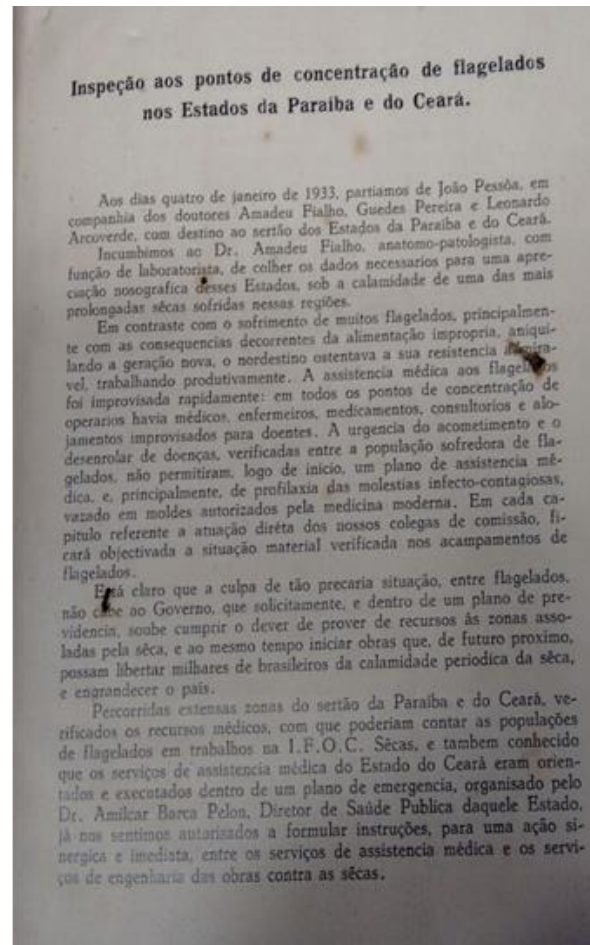 Inspeção aos pontos de concentração de flagelados
nos Estados da Paraiba e do Ceará.
Aos dias quatro de janeiro de 1933, partiamos de João Pessôa, em
companhia dos doutores Amadeu Fialho, Guedes Pereira e Leonardo
Arcoverde, com destino ao sertão dos Estados da Paraiba e do Ceará.
Incumbimos ao Dr. Amadeu Fialho, anatomo-patologista, com
função de laboratorista, de colher os dados necessarios para uma apre-
ciação nosografica desses Estados, sob a calamidade de uma das mais
prolongadas sêcas sofridas nessas regiões.
Em contraste com o sofrimento de muitos flagelados, principalmen-
te com as consequencias decorrentes da alimentação impropria, aniqui-
lando a geração nova, o nordestino ostentava a sua resistencia admira-
vel, trabalhando produtivamente. A assistencia médica aos flagelados
foi improvisada rapidamente: em todos os pontos de concentração de
operarios havia médicos, enfermeiros, medicamentos, consultorios e alo-
jamentos improvisados para doentes. A urgencia do acometimento e o
desenrolar de doenças, verificadas entre a população sofredora de fla-
gelados, não permitiram, logo de inicio, um plano de assistencia mé-
dica, e, principalmente, de profilaxia das molestias infecto-contagiosas,
vazado em moldes autorizados pela medicina moderna. Em cada ca-
pitulo referente a atuação diréta dos nossos colegas de comissão, fi-
cará objectivada a situação material verificada nos acampamentos de
flagelados.
Está claro que a culpa de tão precaria situação, entre flagelados,
não cabe ao Governo, que solicitamente, e dentro de um plano de pre-
videncia, soube cumprir o dever de prover de recursos às zonas asso-
ladas pela sêca, e ao mesmo tempo iniciar obras que, de futuro proximo,
possam libertar milhares de brasileiros da calamidade periodica da sêca,
e engrandecer o país.
Percorridas extensas zonas do sertão da Paraiba e do Ceará, ve-
rificados os recursos médicos, com que poderiam contar as populações
de flagelados em trabalhos na I.F.O.C. Sêcas, e tambem conhecido
que os serviços de assistencia médica do Estado do Ceará eram orien-
tados e executados dentro de um plano de emergencia, organisado pelo
Dr. Amilcar Barca Pelon, Diretor de Saúde Publica daquele Estado,
já nos sentimos autorisados a formular instruções, para uma ação si-
nergica e imediata, entre os serviços de assistencia médica e os servi-
ços de engenharia das obras contra as sêcas.